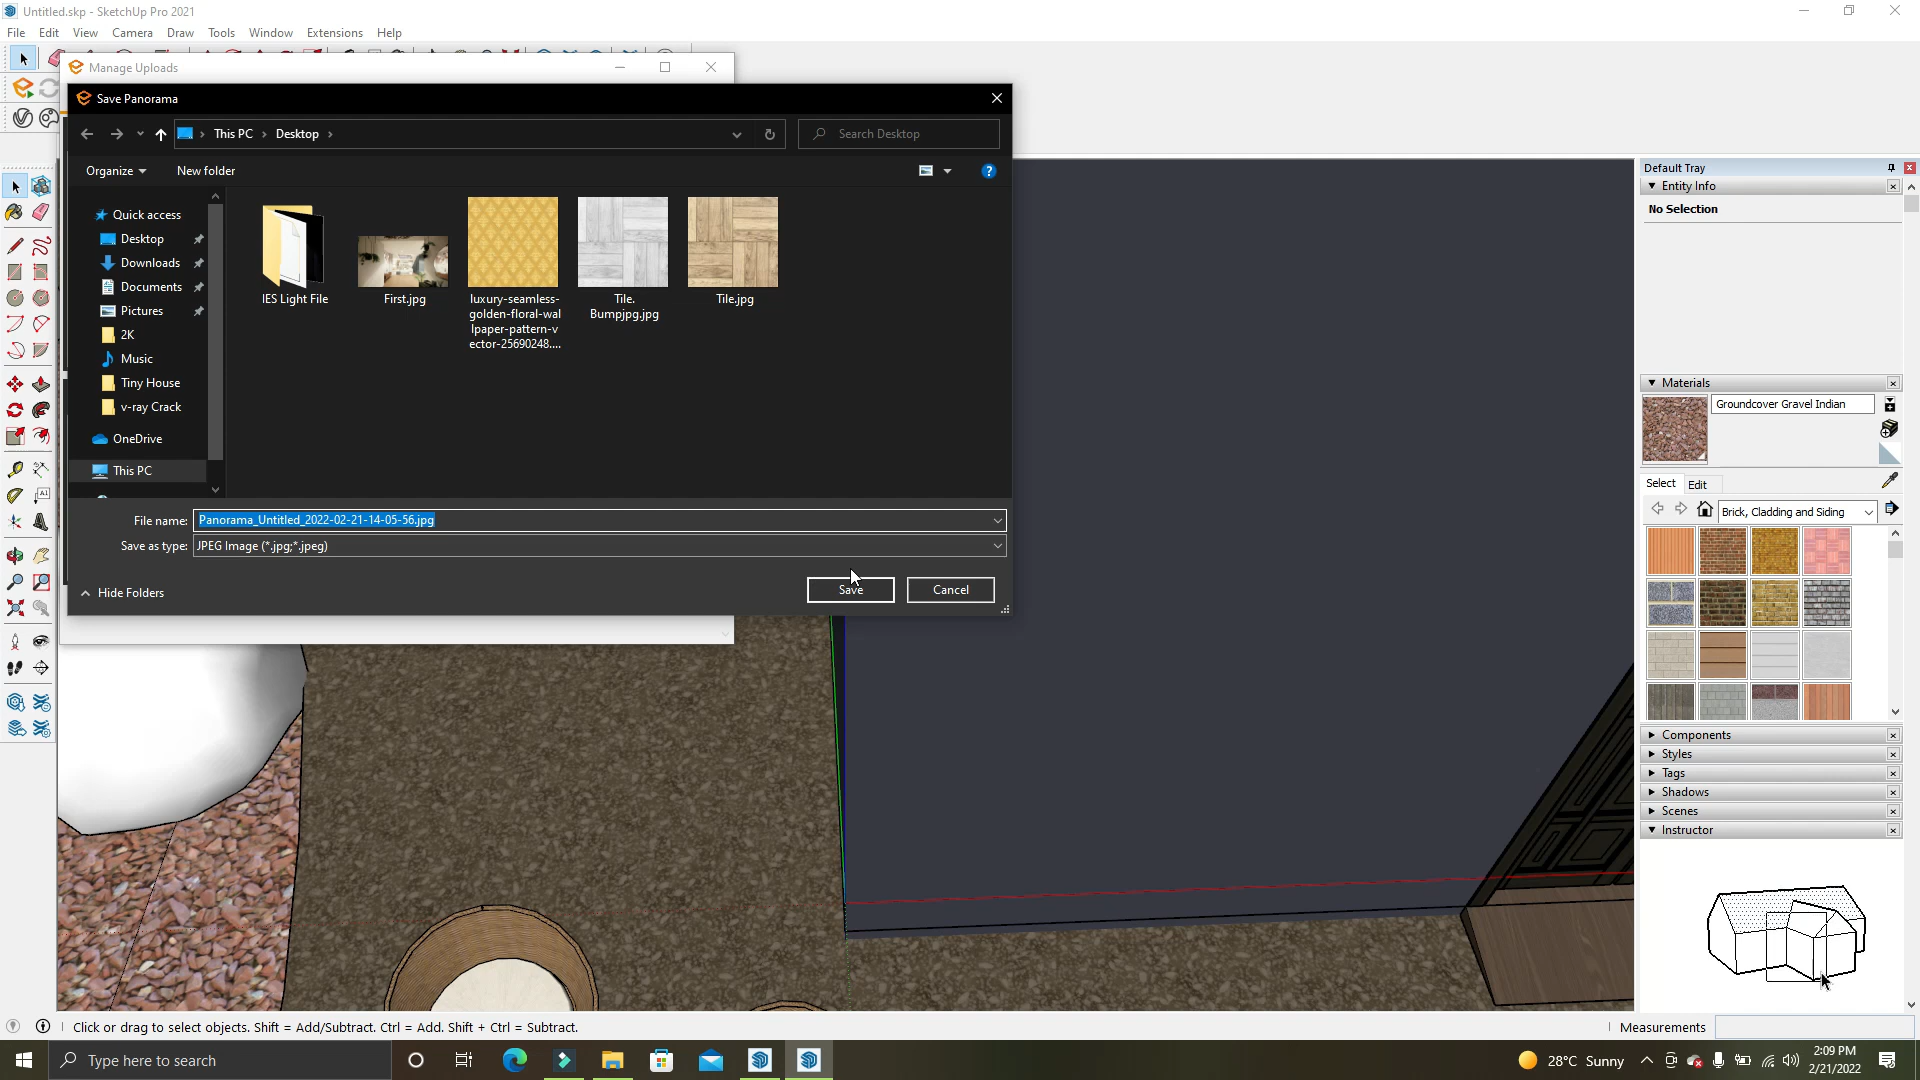 Untitled.skp - SketchUp Pro 2021
File Edit View Camera Draw Tools Window Extensions Help
Manage Uploads
Save Panorama
This PC Desktop
Search Desktop
Organize New folder
Quick access
Desktop
Downloads
Documents
Pictures
2K
Music
Tiny House
v-ray Crack
OneDrive
This PC
IES Light File
First.jpg
luxury-seamless-
golden-floral-wal
lpaper-pattern-v
ector-25690248....
Tile.
Bumpjpg.jpg
Tile.jpg
File name: Panorama_Untitled_2022-02-21-14-05-56.jpg
Save as type: JPEG Image (*.jpg;*.jpeg)
Hide Folders
Save Cancel
Default Tray
Entity Info
No Selection
Materials
Groundcover Gravel Indian
Select Edit
Brick, Cladding and Siding
Components
Styles
Tags
Shadows
Scenes
Instructor
Click or drag to select objects. Shift = Add/Subtract. Ctrl = Add. Shift + Ctrl = Subtract.
Measurements
Type here to search
28°C Sunny
2:09 PM
2/21/2022